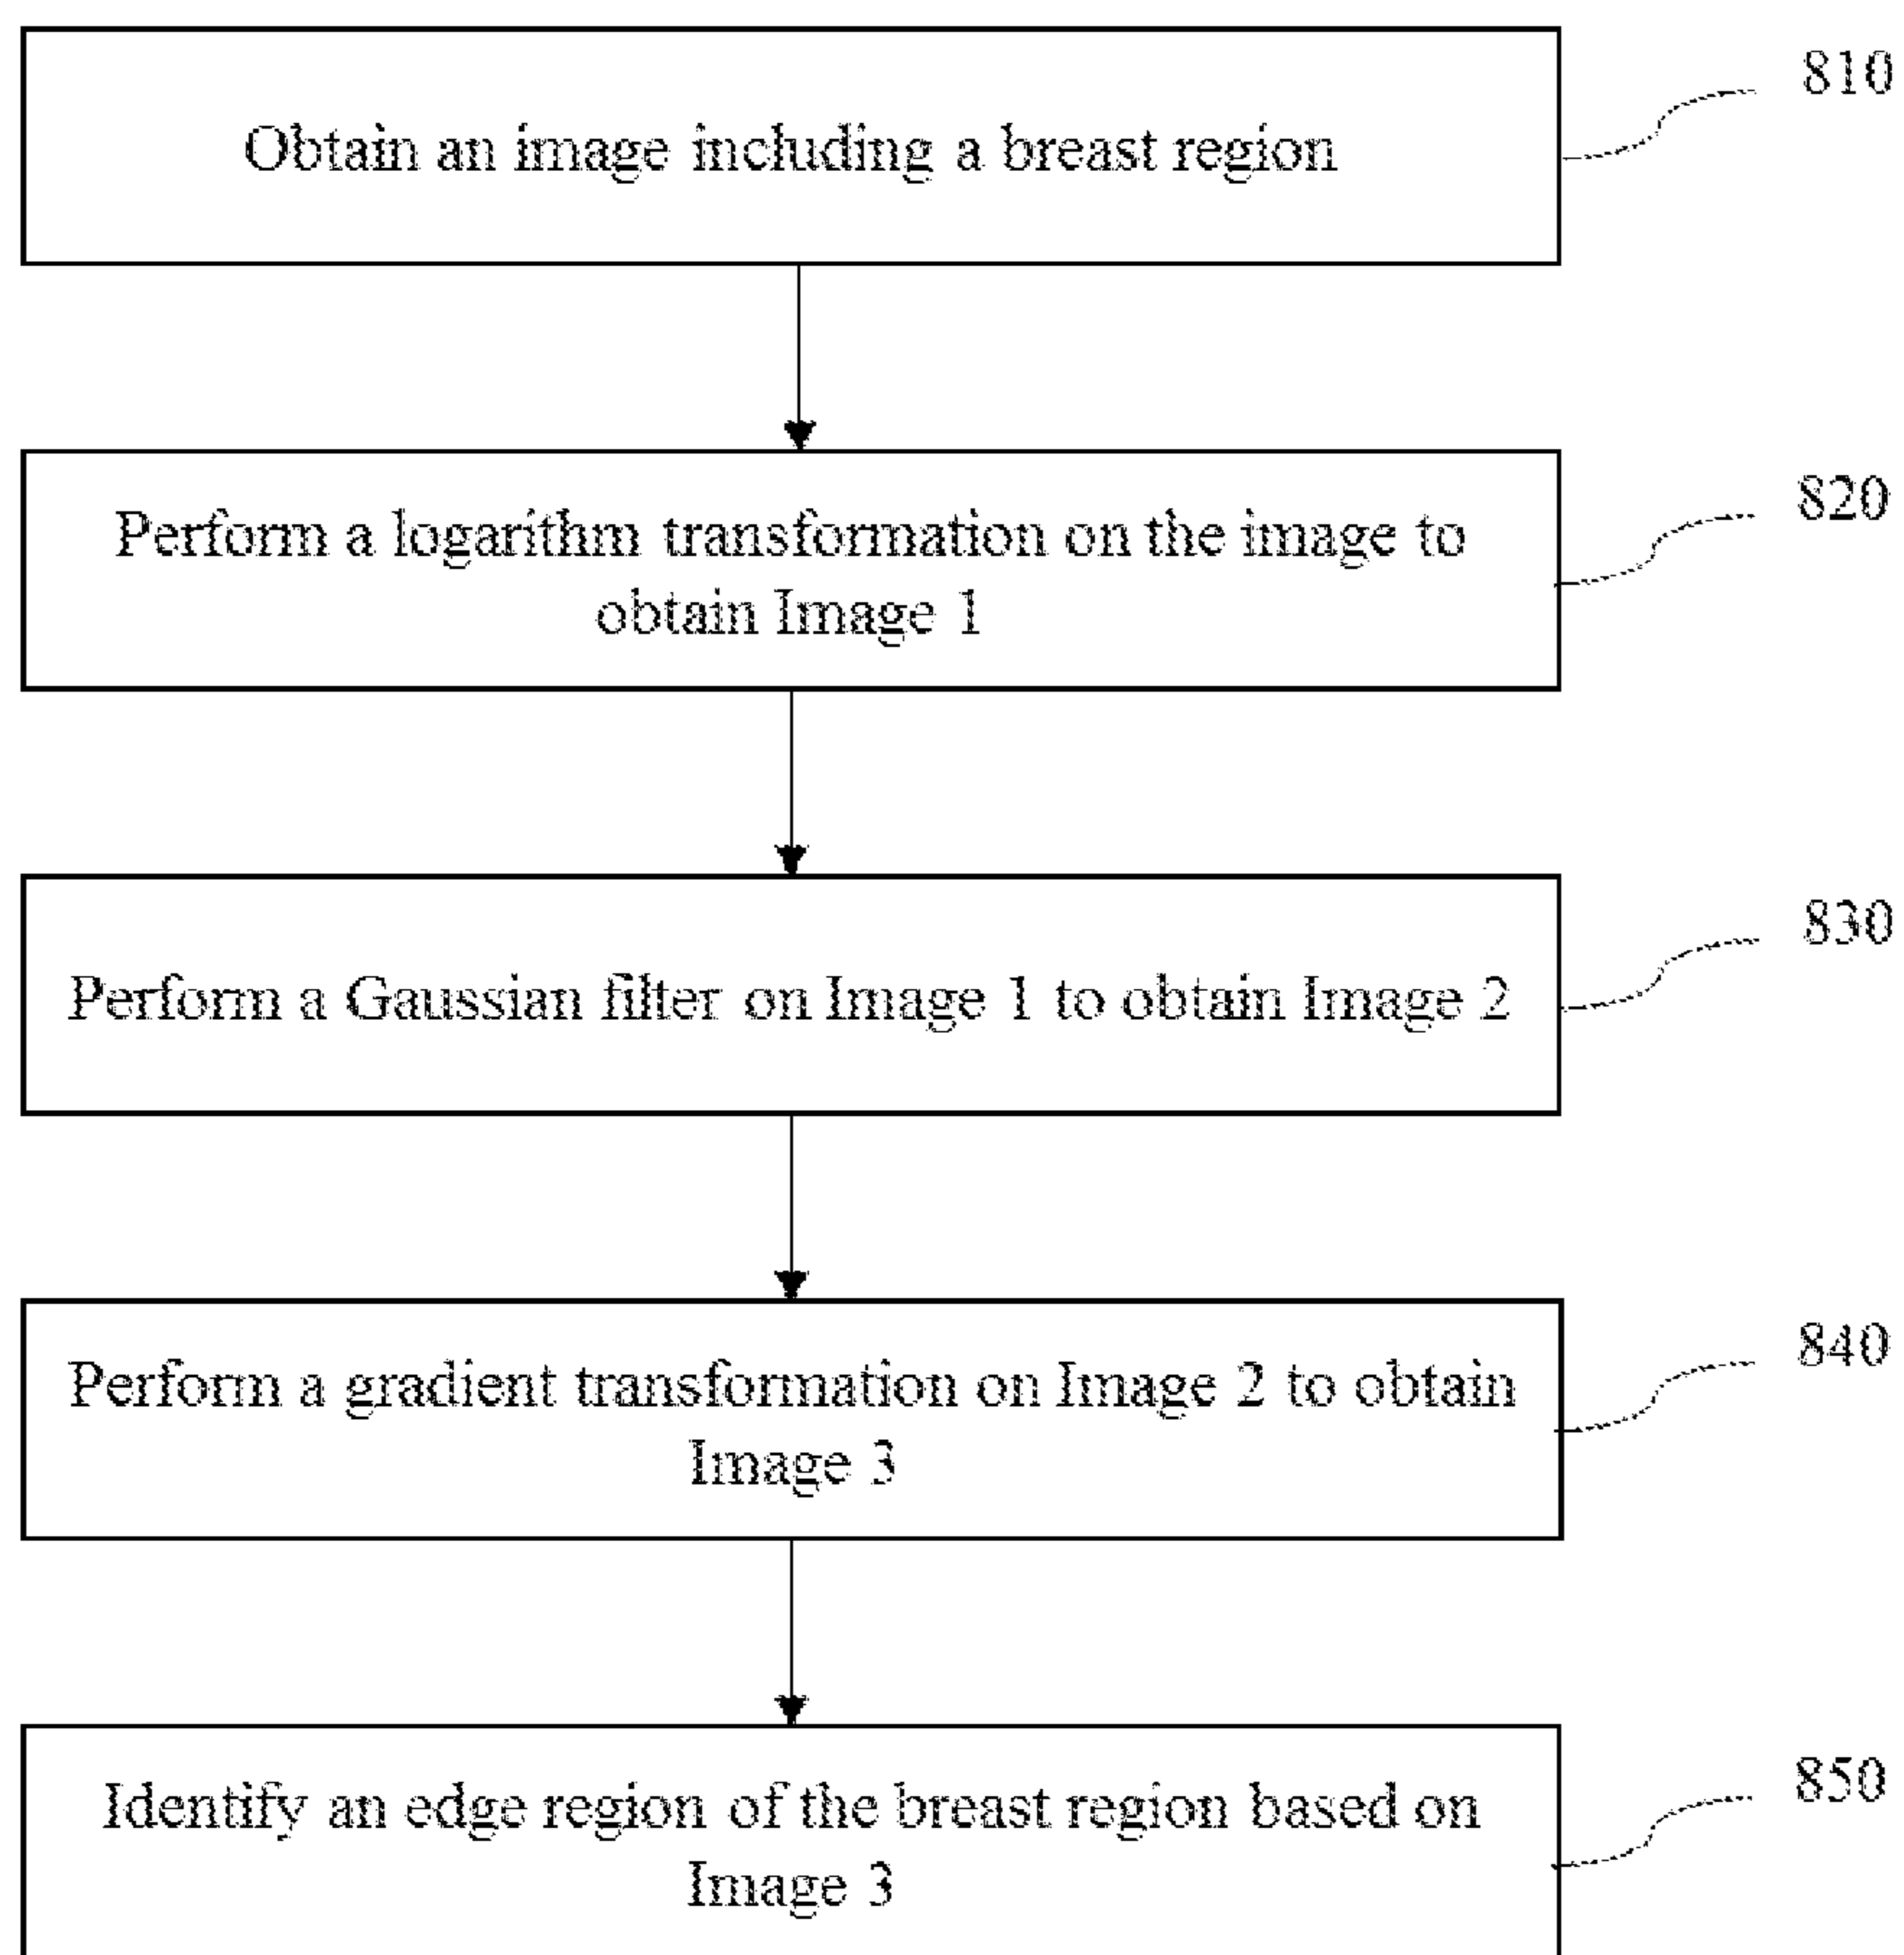 Obtain an image including a breast region
810
Perform a logarithm transformation on the image to
obtain Image 1
820
Perform a Gaussian filter on Image 1 to obtain Image 2
830
Perform a gradient transformation on Image 2 to obtain
Image 3
840
Identify an edge region of the breast region based on
Image 3
850